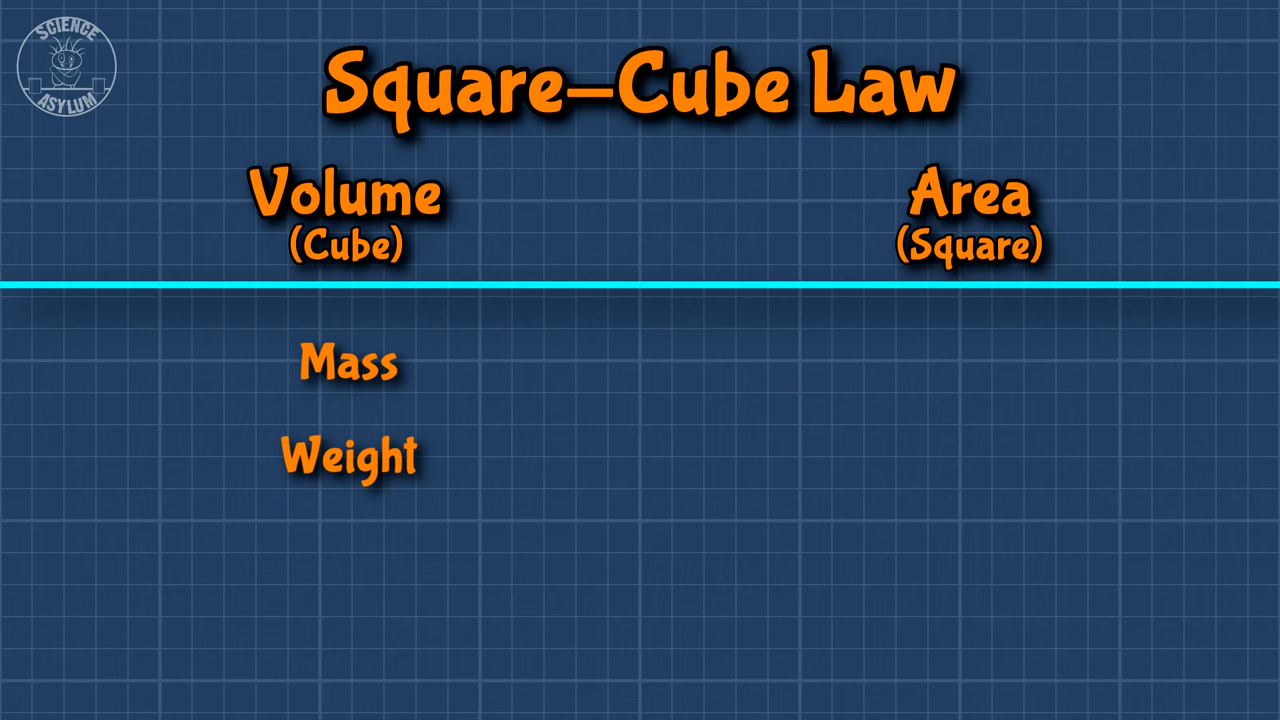 SCIENCE
ASYLUM
Square-Cube Law
Volume
(Cube)
Area
(Square)
Mass
Weight